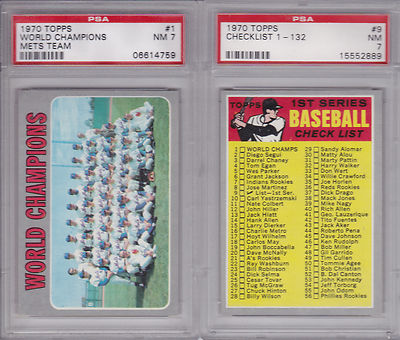 PSA
1970 TOPPS
WORLD CHAMPIONS
METS TEAM
#1
NM 7
06614759
WORLD CHAMPIONS
PSA
1970 TOPPS
CHECKLIST 1 - 132
#9
NM
7
15552889
TOPPS
1ST SERIES
BASEBALL
CHECK LIST
1 WORLD CHAMPS
2 Diego Segui
3 Darrel Chaney
4 Tom Egan
5 Wes Parker
6 Grant Jackson
7 Indians Rookies
8 Jose Martinez
9 List—1st Ser.
10 Carl Yastrzemski
11 Nate Colbert
12 John Hiller
13 Jack Hiatt
14 Hank Allen
15 Larry Dierker
16 Charlie Metro
17 Hoyt Wilhelm
18 Carlos May
19 John Boccabella
20 Dave McNally
21 A's Rookies
22 Ray Washburn
23 Bill Robinson
24 Dick Selma
25 Cesar Tovar
26 Tug McGraw
27 Chuck Hinton
28 Billy Wilson
29 Sandy Alomar
30 Matty Alou
31 Marty Pattin
32 Harry Walker
33 Don Wert
34 Willie Crawford
35 Joe Horlen
36 Reds Rookies
37 Dick Drago
38 Mack Jones
39 Mike Nagy
40 Rich Allen
41 Geo. Lauzerique
42 Tito Fuentes
43 Jack Aker
44 Roberto Pena
45 Dave Johnson
46 Ken Rudolph
47 Bob Miller
48 Gil Garrido
49 Tim Cullen
50 Tommie Agee
51 Bob Christian
52 B. Dal Canton
53 John Kennedy
54 Jeff Torborg
55 John Odom
56 Phillies Rookies